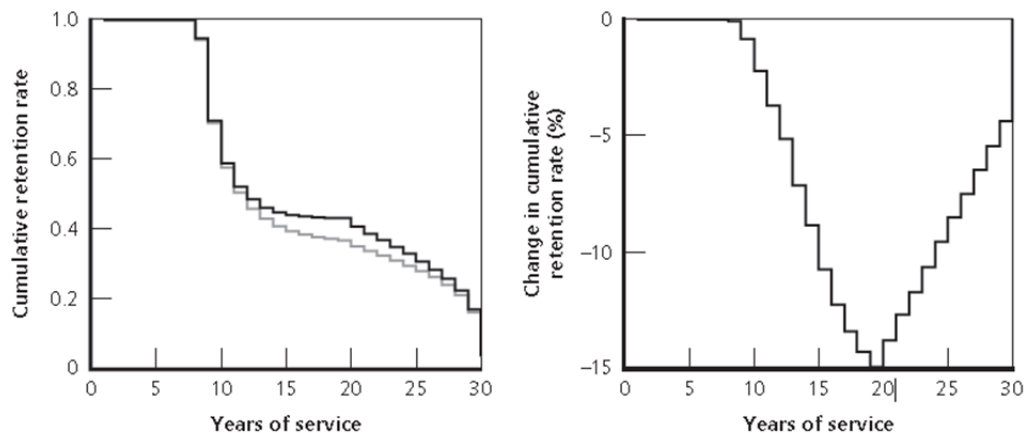 Cumulative retention rate
1.0
0.8
0.6
0.4
0.2
0
0 5 10 15 20 25 30
Years of service
Change in cumulative
retention rate (%)
0
−5
−10
−15
0 5 10 15 20 25 30
Years of service